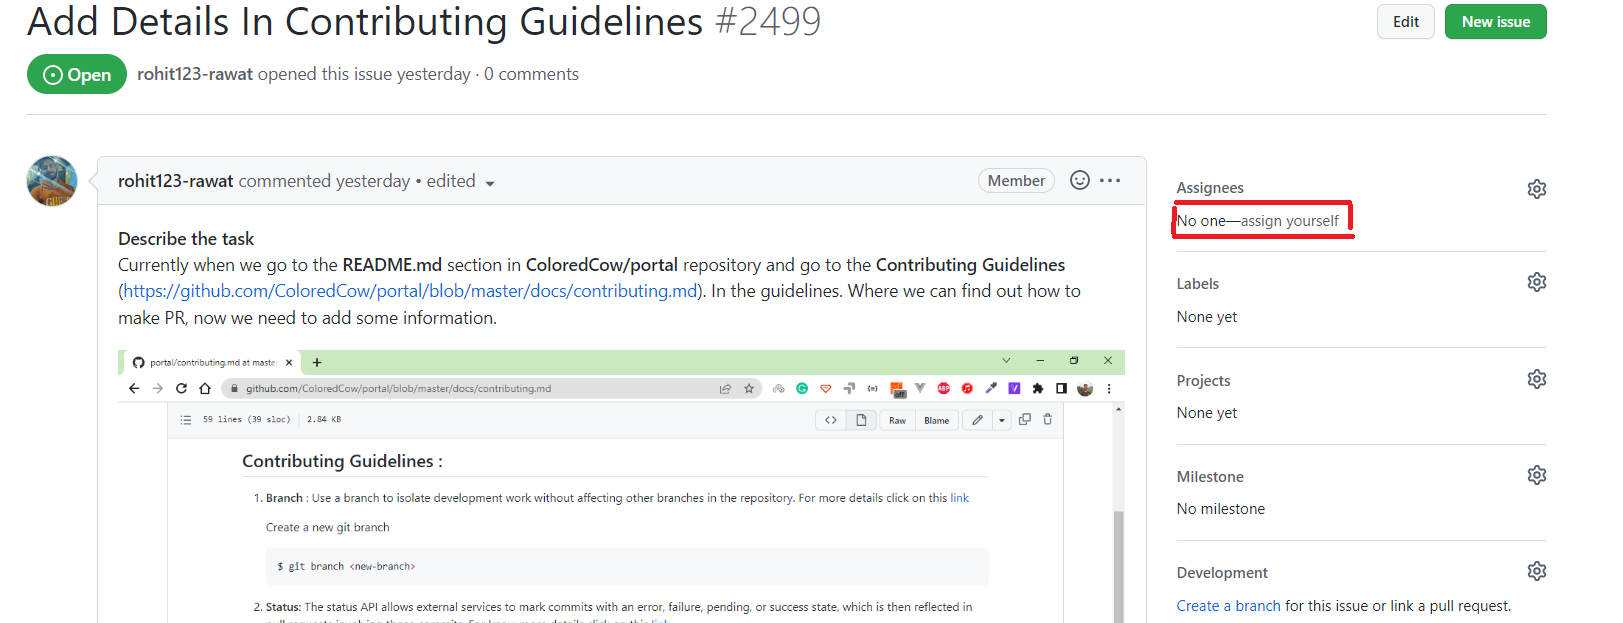 Add Details In Contributing Guidelines #2499
Edit
New issue
Open
rohit123-rawat opened this issue yesterday · 0 comments
rohit123-rawat commented yesterday • edited
Member
Describe the task
Currently when we go to the README.md section in ColoredCow/portal repository and go to the Contributing Guidelines
(https://github.com/ColoredCow/portal/blob/master/docs/contributing.md). In the guidelines. Where we can find out how to
make PR, now we need to add some information.
portal/contributing.md at master
github.com/ColoredCow/portal/blob/master/docs/contributing.md
off
ABP
59 lines (39 sloc)
2.84 KB
Raw
Blame
Contributing Guidelines :
1. Branch : Use a branch to isolate development work without affecting other branches in the repository. For more details click on this link
Create a new git branch
$ git branch <new-branch>
2. Status: The status API allows external services to mark commits with an error, failure, pending, or success state, which is then reflected in
Assignees
No one—assign yourself
Labels
None yet
Projects
None yet
Milestone
No milestone
Development
Create a branch for this issue or link a pull request.